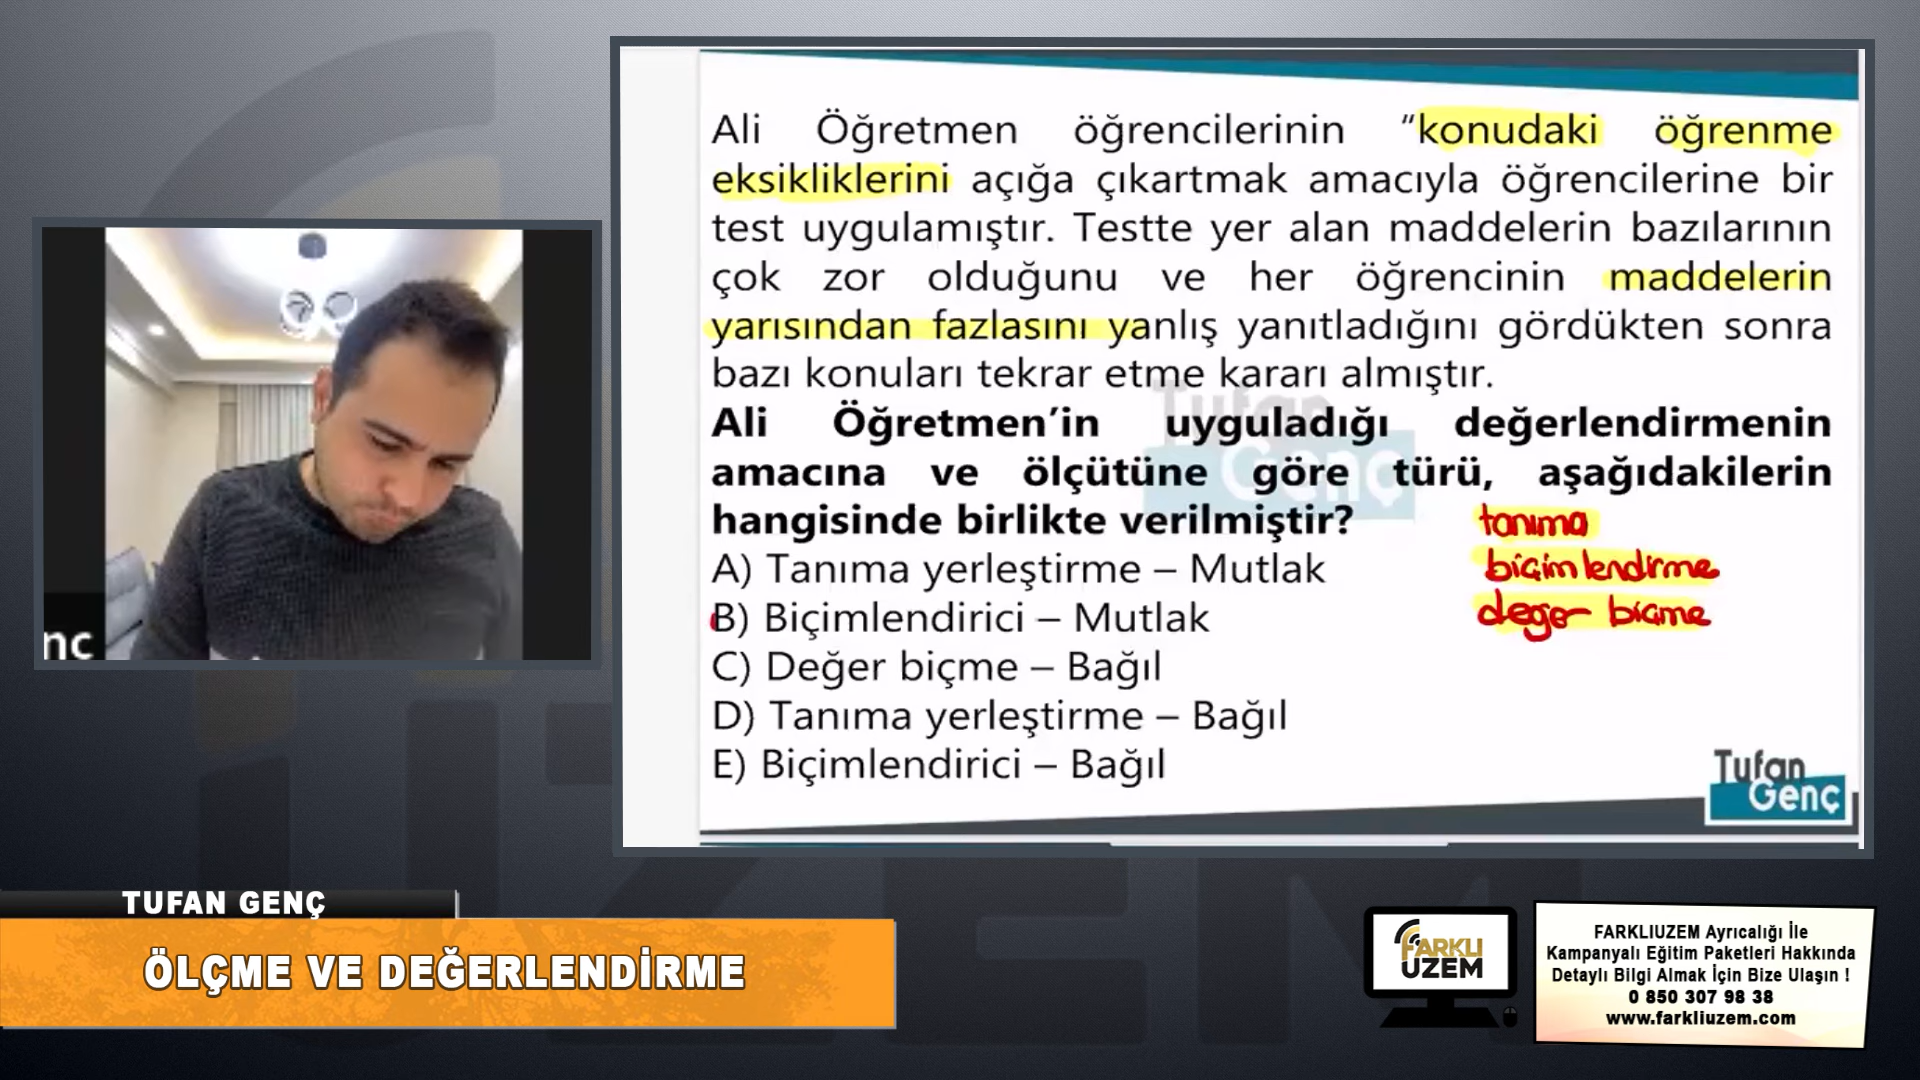 Ali Öğretmen öğrencilerinin “konudaki öğrenme
eksikliklerini açığa çıkartmak amacıyla öğrencilerine bir
test uygulamıştır. Testte yer alan maddelerin bazılarının
çok zor olduğunu ve her öğrencinin maddelerin
yarısından fazlasını yanlış yanıtladığını gördükten sonra
bazı konuları tekrar etme kararı almıştır.
Ali Öğretmen’in uyguladığı değerlendirmenin
amacına ve ölçütüne göre türü, aşağıdakilerin
hangisinde birlikte verilmiştir?
A) Tanıma yerleştirme – Mutlak
B) Biçimlendirici – Mutlak
C) Değer biçme – Bağıl
D) Tanıma yerleştirme – Bağıl
E) Biçimlendirici – Bağıl
tanıma
biçimlendirme
değer biçme
Tufan
Genç
Tufan
Genç
nç
TUFAN GENÇ
ÖLÇME VE DEĞERLENDİRME
FARKLI
UZEM
FARKLIUZEM Ayrıcalığı İle
Kampanyalı Eğitim Paketleri Hakkında
Detaylı Bilgi Almak İçin Bize Ulaşın !
0 850 307 98 38
www.farkliuzem.com
UZEM